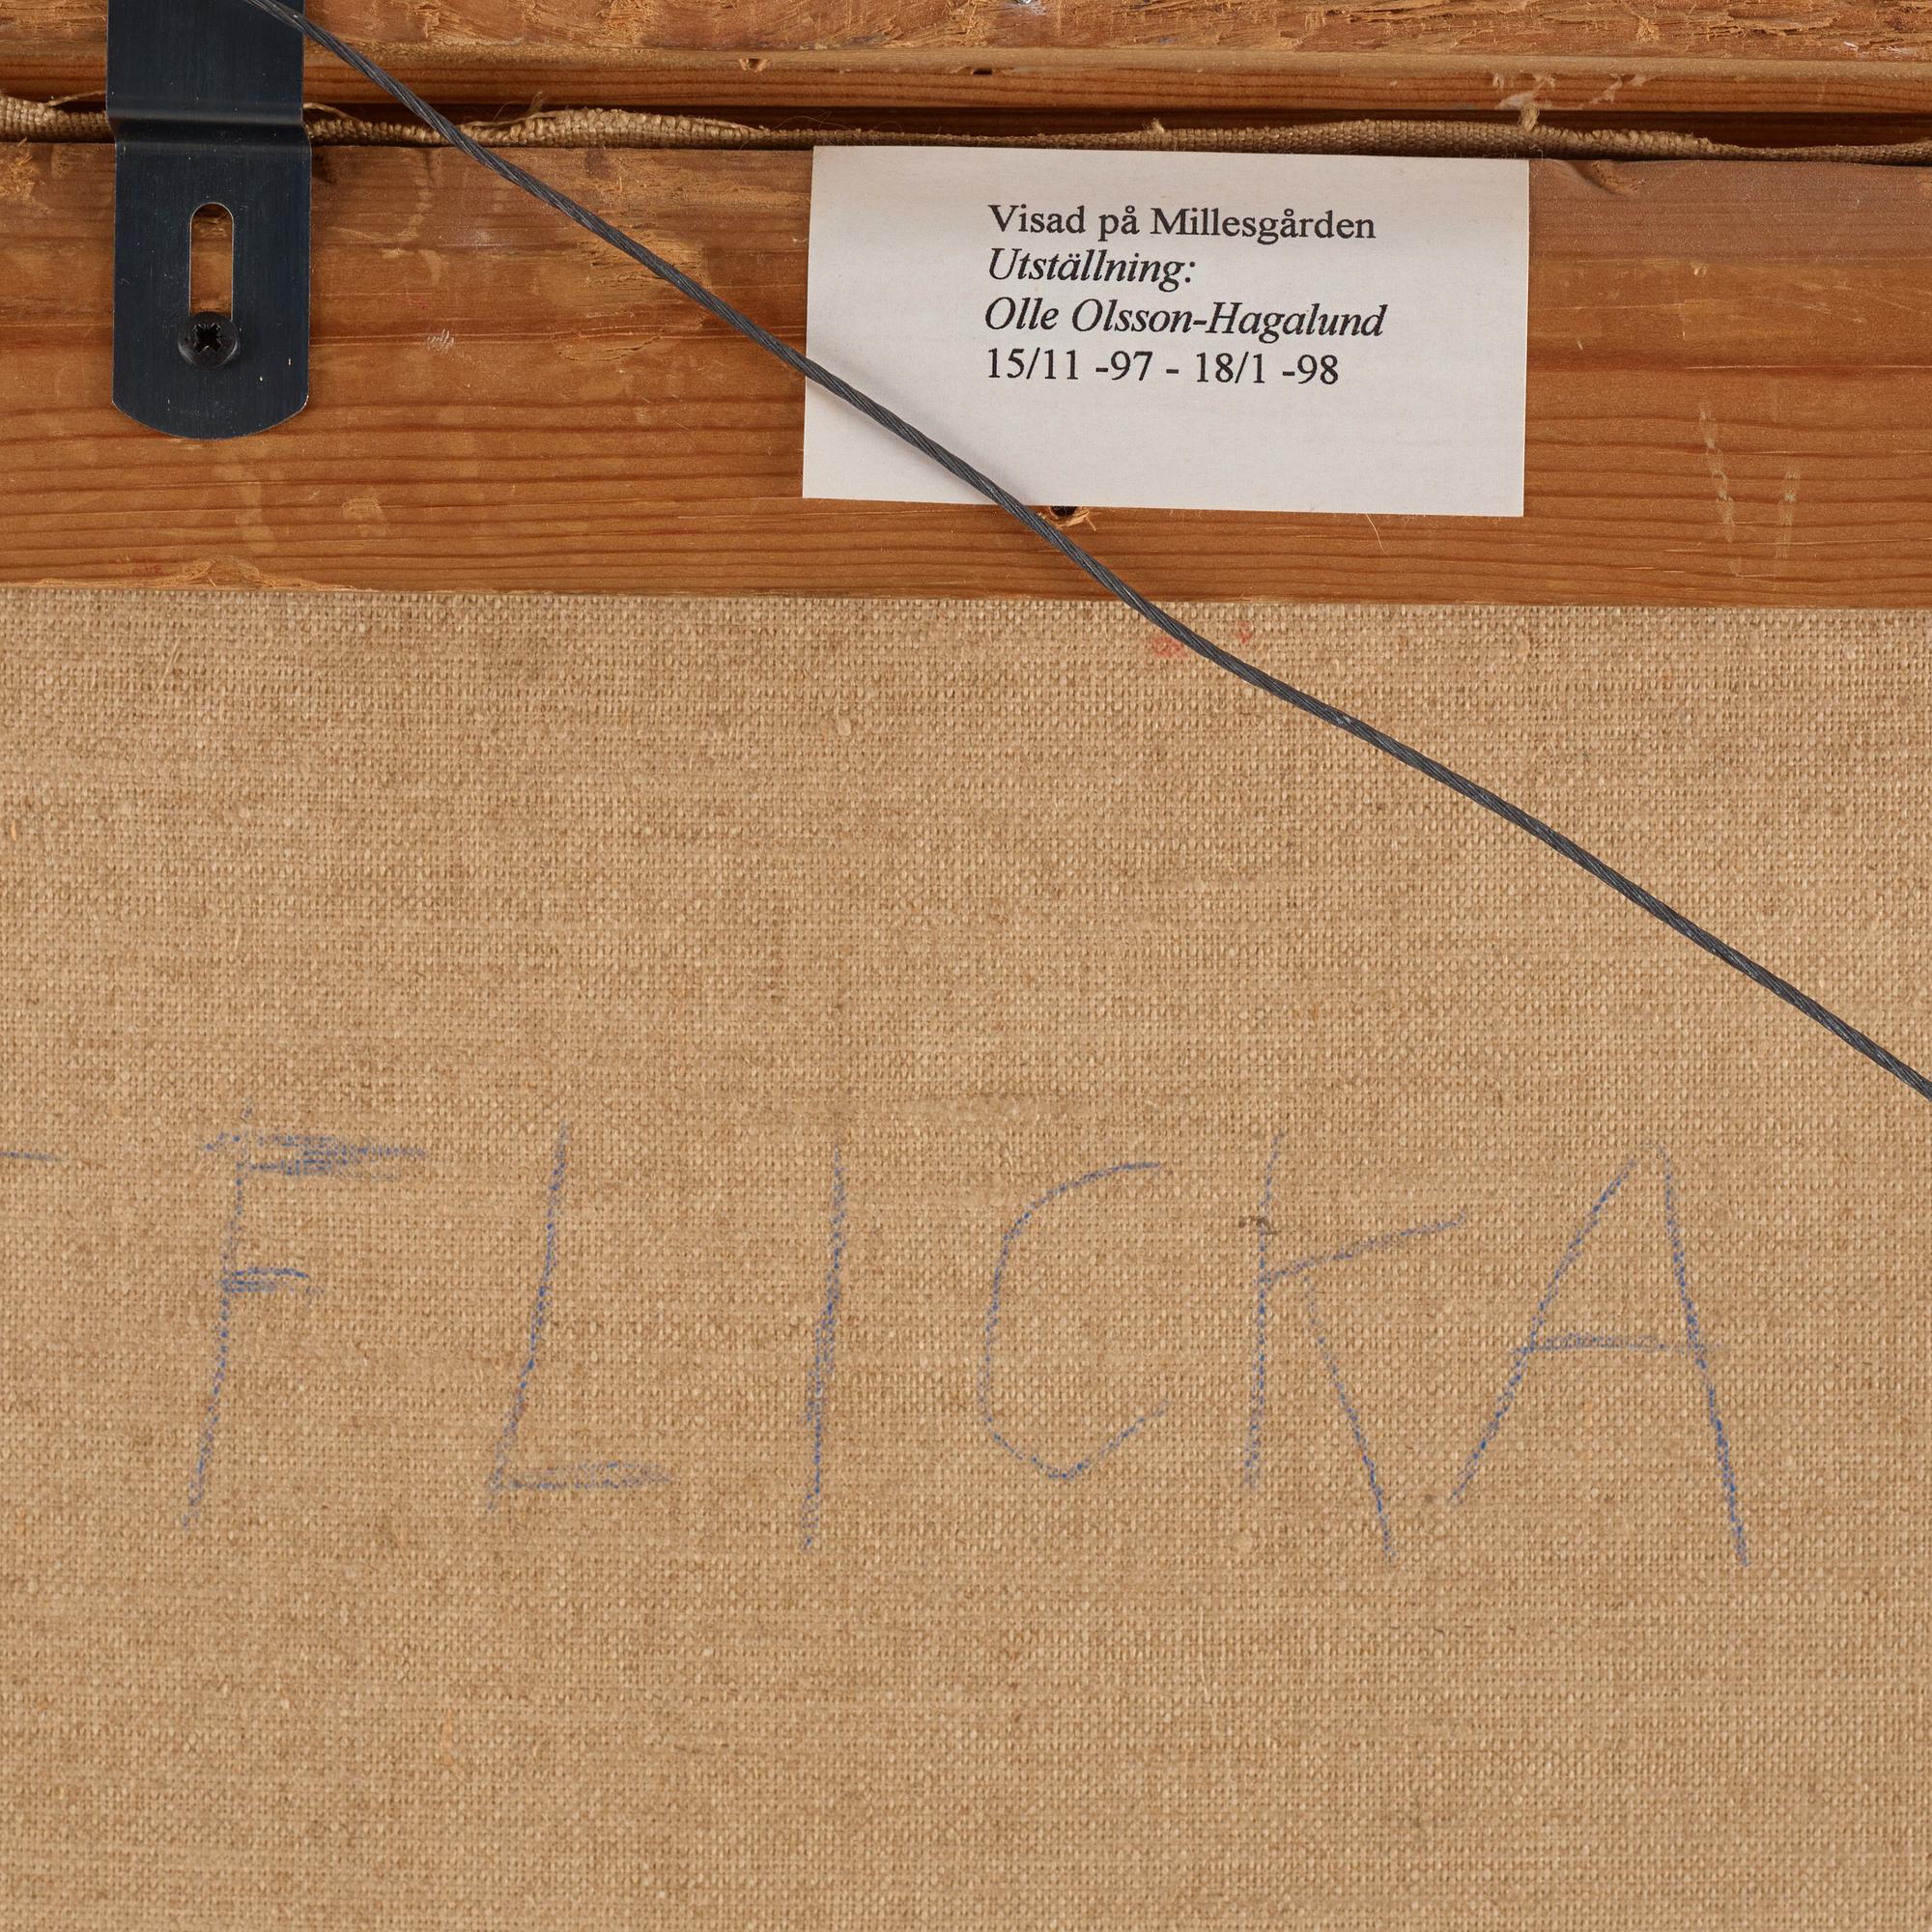 Visad på Millesgården
Utställning:
Olle Olsson-Hagalund
15/11 -97 - 18/1 -98
FLICKA